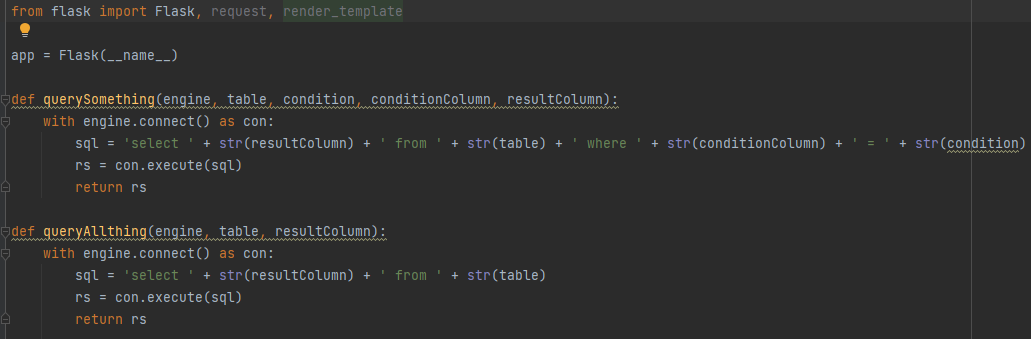 from flask import Flask, request, render_template
app = Flask(__name__)
def querySomething(engine, table, condition, conditionColumn, resultColumn):
with engine.connect() as con:
sql = 'select ' + str(resultColumn) + ' from ' + str(table) + ' where ' + str(conditionColumn) + ' = ' + str(condition)
rs = con.execute(sql)
return rs
def queryAllthing(engine, table, resultColumn):
with engine.connect() as con:
sql = 'select ' + str(resultColumn) + ' from ' + str(table)
rs = con.execute(sql)
return rs